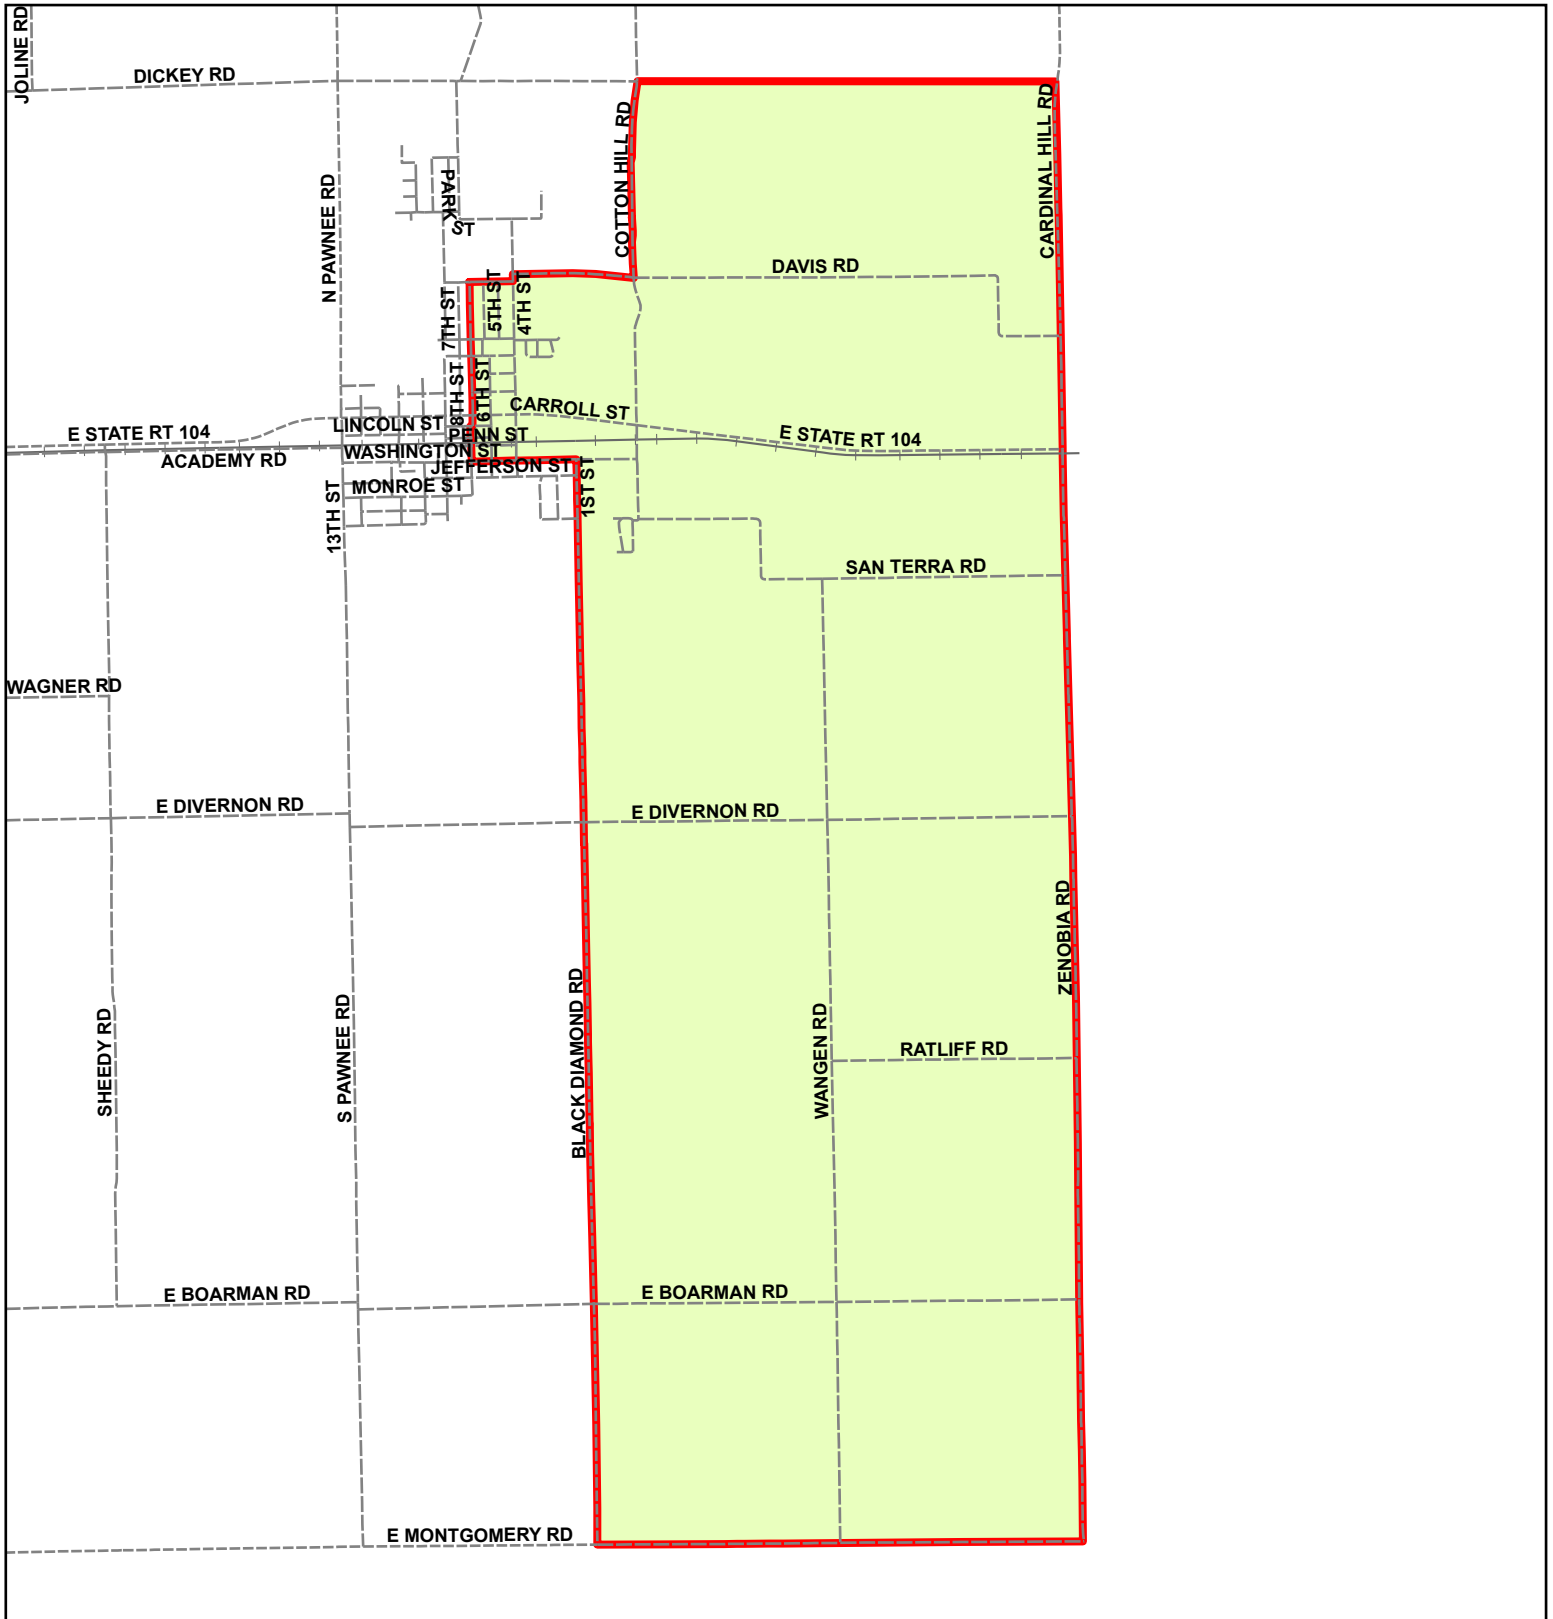 JOLINE RD
DICKEY RD
COTTON HILL RD
CARDINAL HILL RD
N PAWNEE RD
PARK ST
DAVIS RD
7TH ST
5TH ST
4TH ST
8TH ST
6TH ST
CARROLL ST
LINCOLN ST
E STATE RT 104
PENN ST
E STATE RT 104
ACADEMY RD
WASHINGTON ST
JEFFERSON ST
MONROE ST
1ST ST
13TH ST
SAN TERRA RD
WAGNER RD
E DIVERNON RD
E DIVERNON RD
ZENOBIA RD
SHEEDY RD
S PAWNEE RD
BLACK DIAMOND RD
WANGEN RD
RATLIFF RD
E BOARMAN RD
E BOARMAN RD
E MONTGOMERY RD